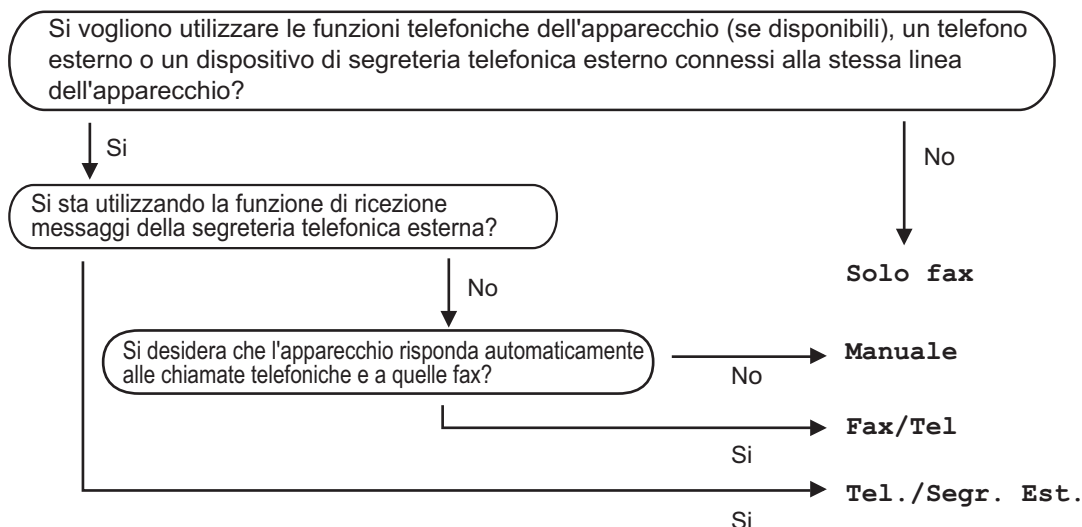 Si vogliono utilizzare le funzioni telefoniche dell'apparecchio (se disponibili), un telefono
esterno o un dispositivo di segreteria telefonica esterno connessi alla stessa linea
dell'apparecchio?
Si
No
Si sta utilizzando la funzione di ricezione
messaggi della segreteria telefonica esterna?
Solo fax
No
Si desidera che l'apparecchio risponda automaticamente
alle chiamate telefoniche e a quelle fax?
No
Manuale
Si
Fax/Tel
Si
Tel./Segr. Est.